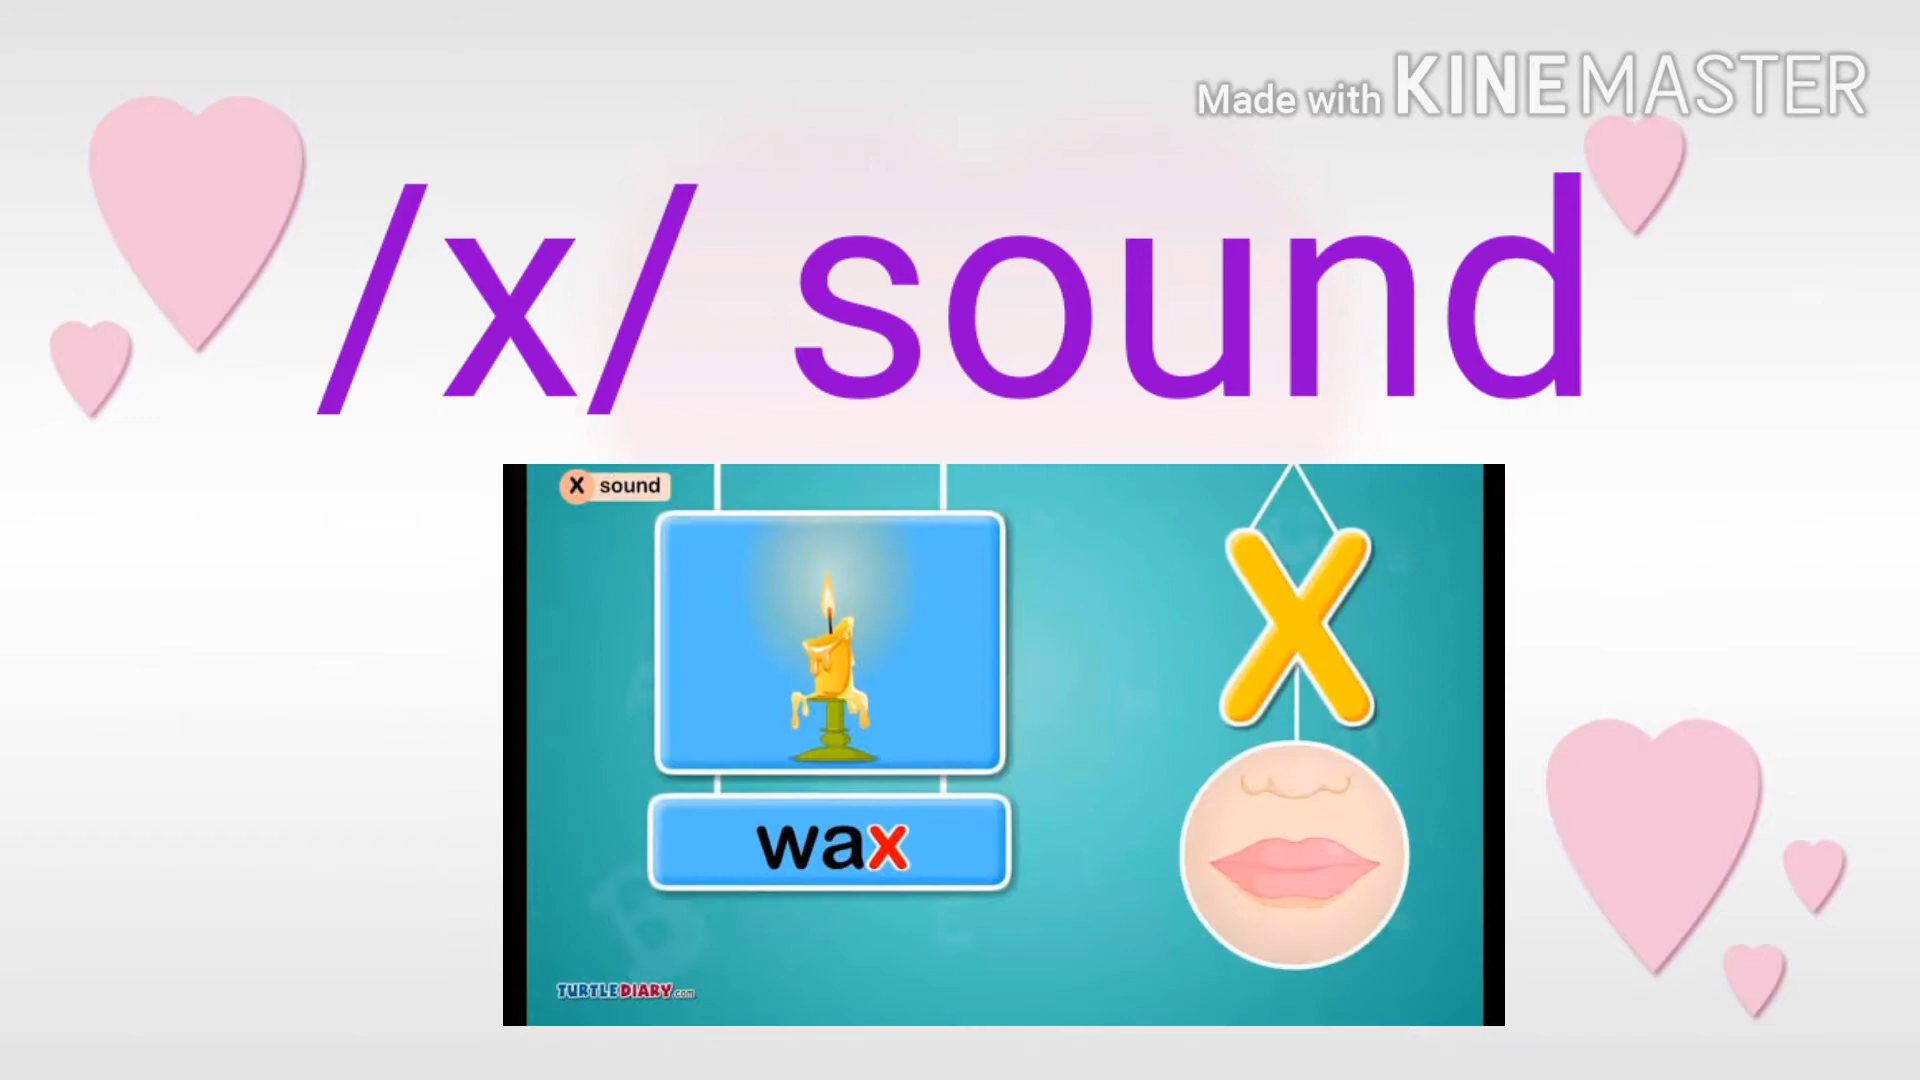 Made with KINEMASTER
/x/ sound
X sound
X
wax
TURTLEDIARY.com